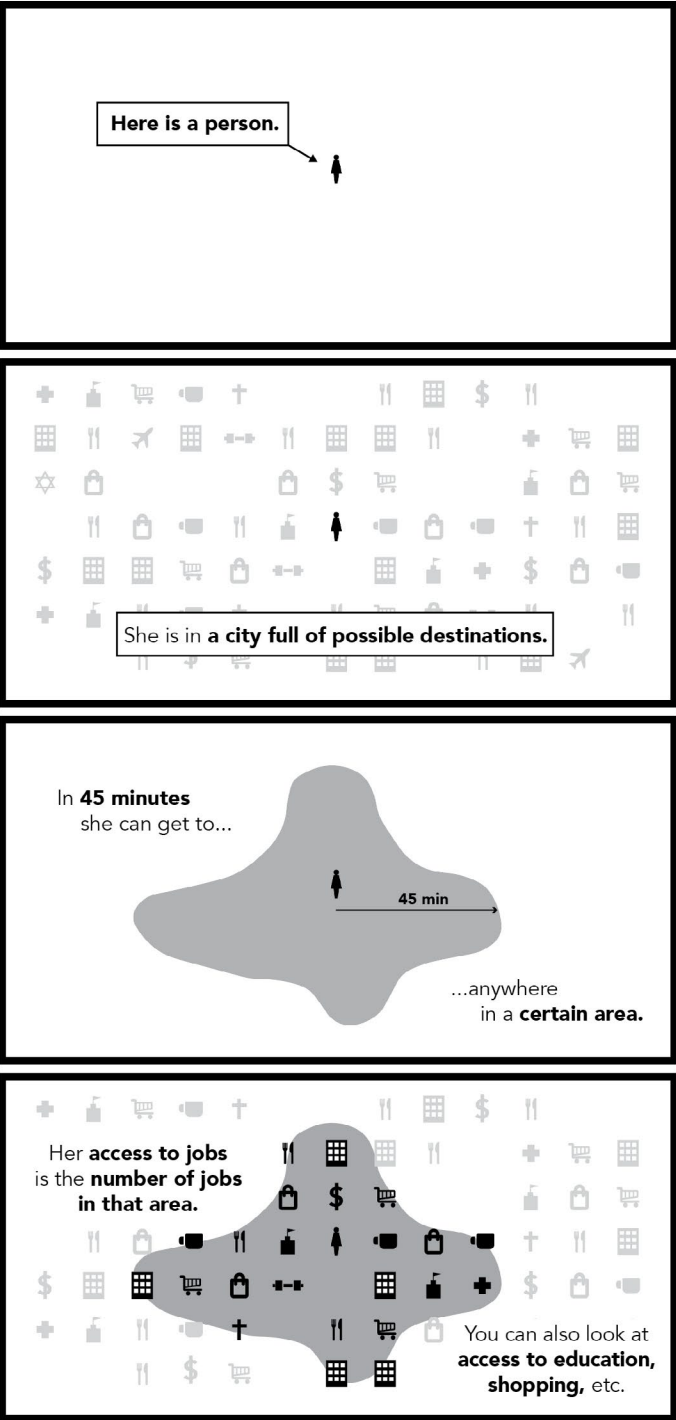 Here is a person.
She is in a city full of possible destinations.
In 45 minutes
she can get to...
45 min
...anywhere
in a certain area.
Her access to jobs
is the number of jobs
in that area.
You can also look at
access to education,
shopping, etc.